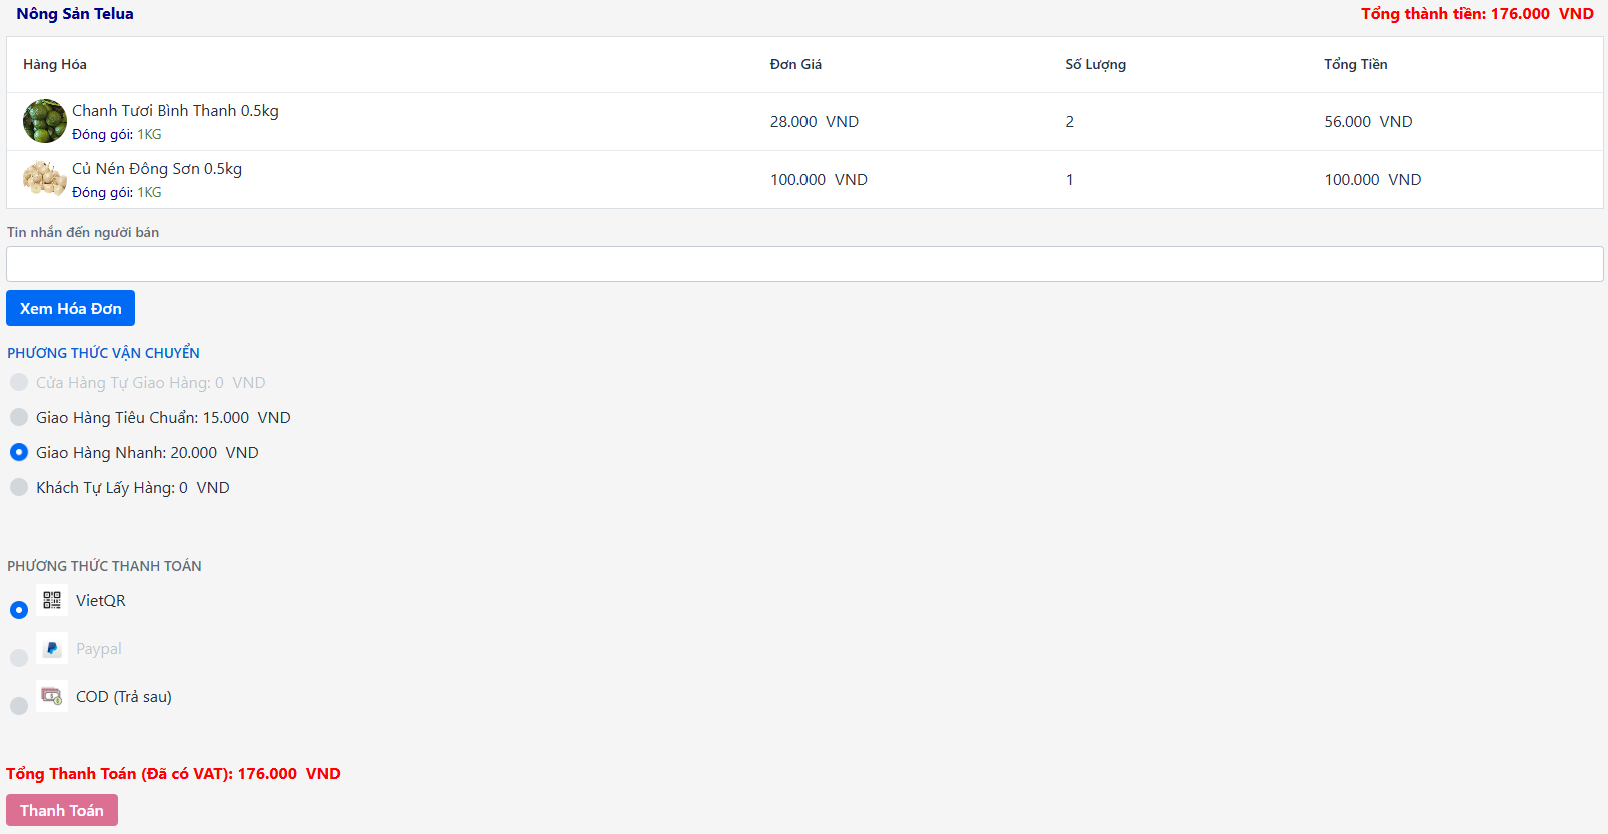 Nông Sản Telua
Tổng thành tiền: 176.000 VND
Hàng Hóa Đơn Giá Số Lượng Tổng Tiền
Chanh Tươi Bình Thanh 0.5kg
Đóng gói: 1KG
28.000 VND 2 56.000 VND
Củ Nén Đông Sơn 0.5kg
Đóng gói: 1KG
100.000 VND 1 100.000 VND
Tin nhắn đến người bán
Xem Hóa Đơn
PHƯƠNG THỨC VẬN CHUYỂN
Cửa Hàng Tự Giao Hàng: 0 VND
Giao Hàng Tiêu Chuẩn: 15.000 VND
Giao Hàng Nhanh: 20.000 VND
Khách Tự Lấy Hàng: 0 VND
PHƯƠNG THỨC THANH TOÁN
VietQR
Paypal
COD (Trả sau)
Tổng Thanh Toán (Đã có VAT): 176.000 VND
Thanh Toán